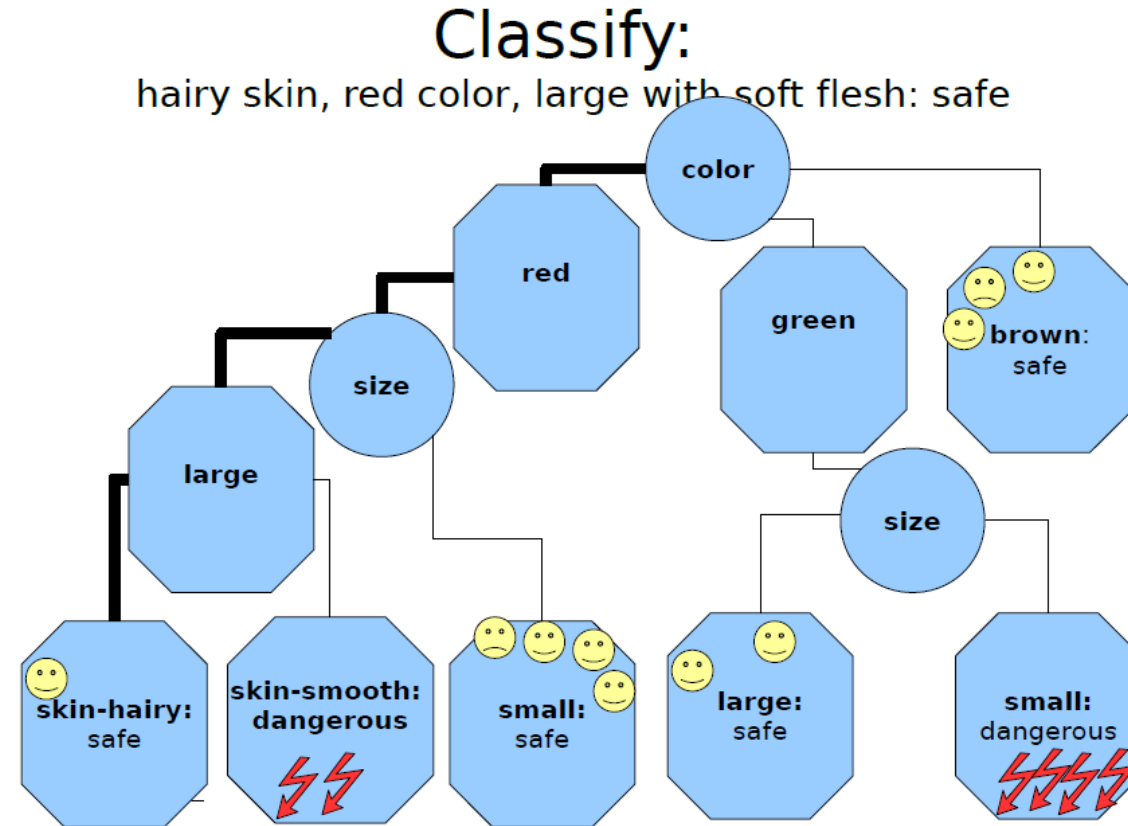 Classify:
hairy skin, red color, large with soft flesh: safe
color
red
green
brown:
safe
size
large
size
skin-hairy:
safe
skin-smooth:
dangerous
small:
safe
large:
safe
small:
dangerous